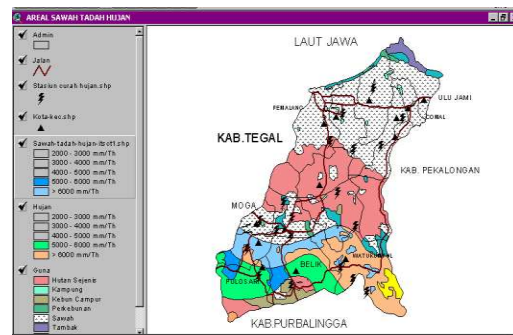 AREAL SAWAH TADAH HUJAN
Admin
Jalan
Stasiun curah hujan.shp
Kota-kec.shp
Sawah-tadah-hujan-itsct1.shp
2000 - 3000 mm/Th
3000 - 4000 mm/Th
4000 - 5000 mm/Th
5000 - 6000 mm/Th
> 6000 mm/Th
Hujan
2000 - 3000 mm/Th
3000 - 4000 mm/Th
4000 - 5000 mm/Th
5000 - 6000 mm/Th
> 6000 mm/Th
Guna
Hutan Sejenis
Kampung
Kebun Campur
Perkebunan
Sawah
Tambak
LAUT JAWA
ULUJAMI
PEMALANG
COMAL
KAB.TEGAL
KAB. PEKALONGAN
MOGA
WATUKUMPUL
BELIK
PULOSARI
KAB.PURBALINGGA